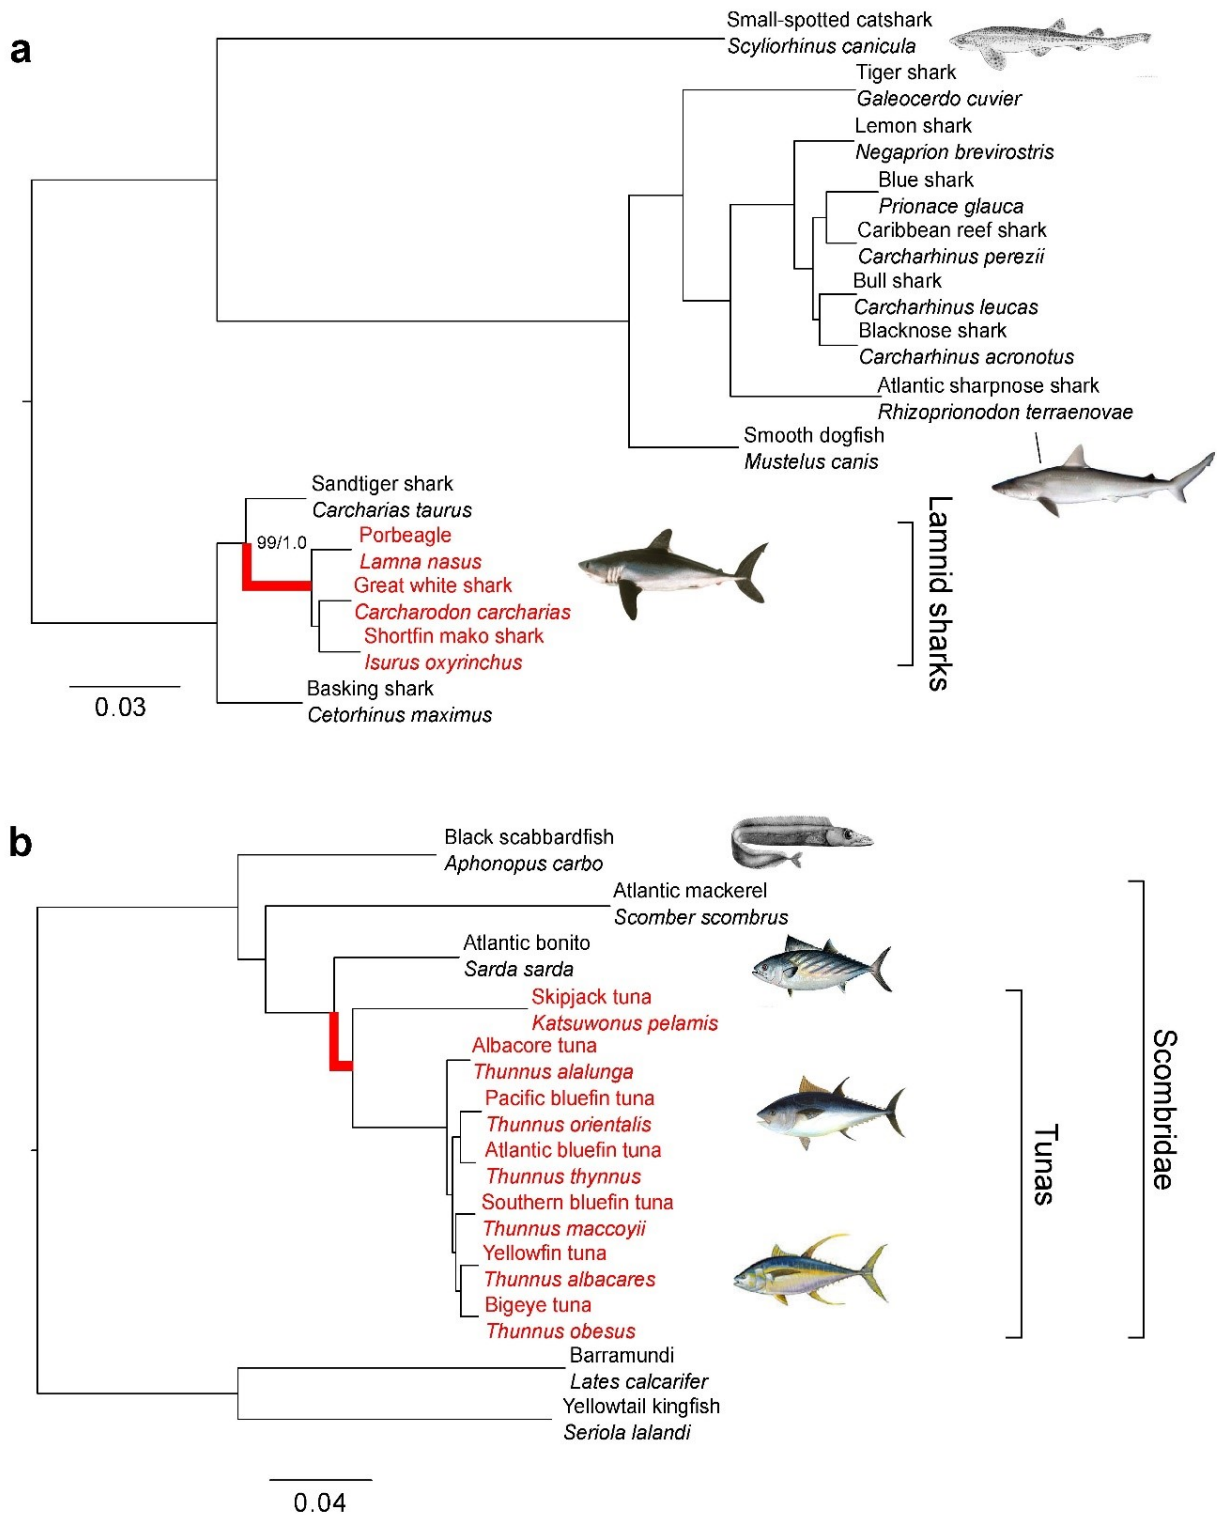 a
Small-spotted catshark
Scyliorhinus canicula
Tiger shark
Galeocerdo cuvier
Lemon shark
Negaprion brevirostris
Blue shark
Prionace glauca
Caribbean reef shark
Carcharhinus perezii
Bull shark
Carcharhinus leucas
Blacknose shark
Carcharhinus acronotus
Atlantic sharpnose shark
Rhizoprionodon terraenovae
Smooth dogfish
Mustelus canis
Sandtiger shark
Carcharias taurus
99/1.0
Porbeagle
Lamna nasus
Great white shark
Carcharodon carcharias
Shortfin mako shark
Isurus oxyrinchus
Lamnid sharks
Basking shark
Cetorhinus maximus
0.03
b
Black scabbardfish
Aphonopus carbo
Atlantic mackerel
Scomber scombrus
Atlantic bonito
Sarda sarda
Skipjack tuna
Katsuwonus pelamis
Albacore tuna
Thunnus alalunga
Pacific bluefin tuna
Thunnus orientalis
Atlantic bluefin tuna
Thunnus thynnus
Southern bluefin tuna
Thunnus maccoyii
Yellowfin tuna
Thunnus albacares
Bigeye tuna
Thunnus obesus
Tunas
Scombridae
Barramundi
Lates calcarifer
Yellowtail kingfish
Seriola lalandi
0.04